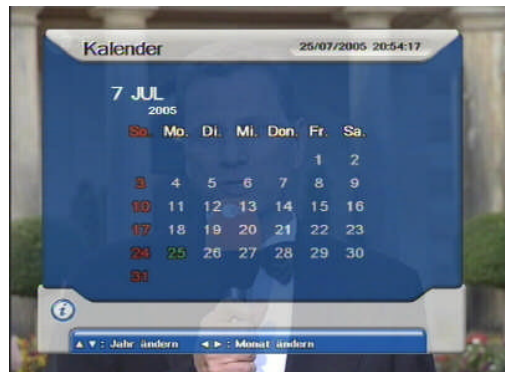 Kalender 25/07/2005 20:54:17
7 JUL
2005
So. Mo. Di. Mi. Don. Fr. Sa.
1 2
3 4 5 6 7 8 9
10 11 12 13 14 15 16
17 18 19 20 21 22 23
24 25 26 27 28 29 30
31
▲ ▼ : Jahr ändern ◄ ► : Monat ändern